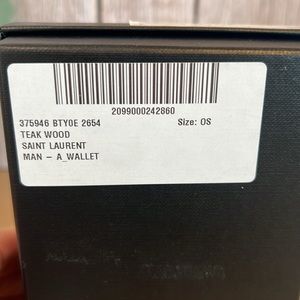 2099000242860
375946 BTY0E 2654 Size: OS
TEAK WOOD
SAINT LAURENT
MAN – A_WALLET